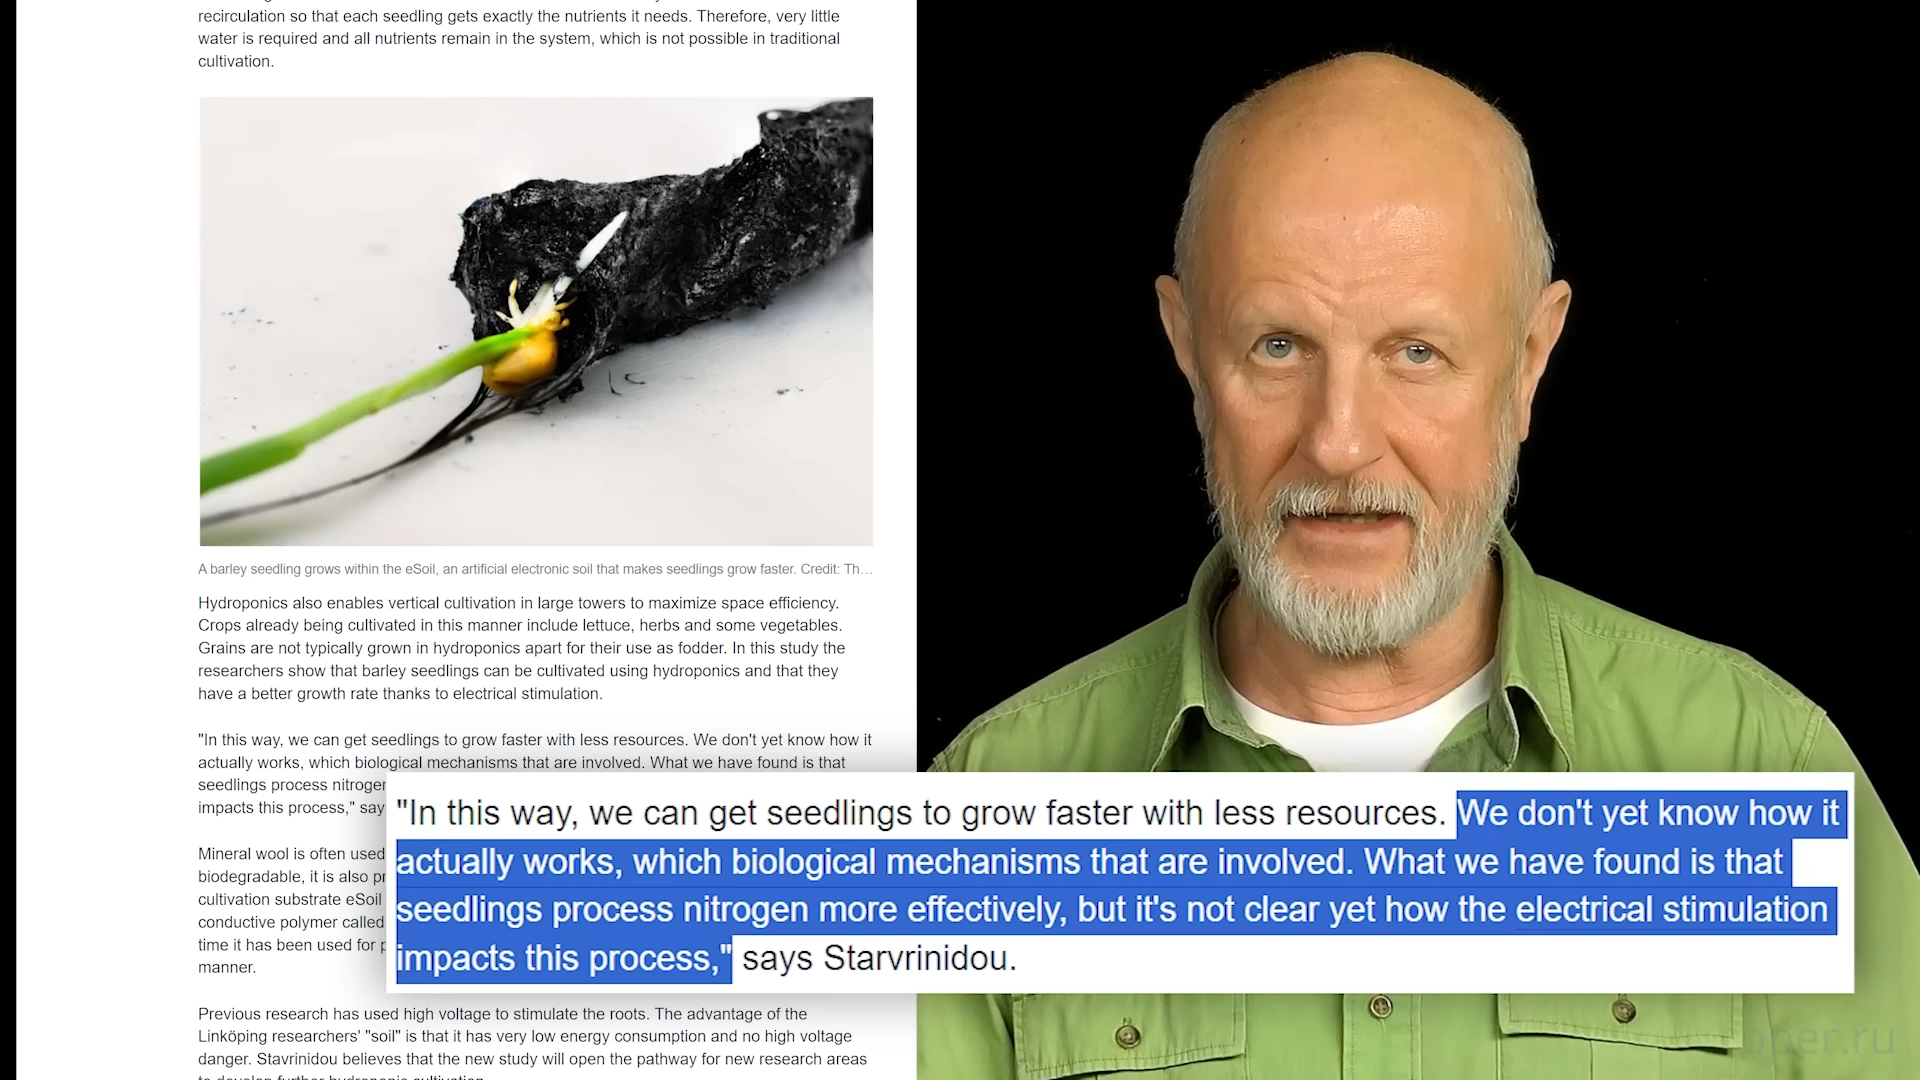 recirculation so that each seedling gets exactly the nutrients it needs. Therefore, very little
water is required and all nutrients remain in the system, which is not possible in traditional
cultivation.
A barley seedling grows within the eSoil, an artificial electronic soil that makes seedlings grow faster. Credit: Th…
Hydroponics also enables vertical cultivation in large towers to maximize space efficiency.
Crops already being cultivated in this manner include lettuce, herbs and some vegetables.
Grains are not typically grown in hydroponics apart for their use as fodder. In this study the
researchers show that barley seedlings can be cultivated using hydroponics and that they
have a better growth rate thanks to electrical stimulation.
"In this way, we can get seedlings to grow faster with less resources. We don't yet know how it
actually works, which biological mechanisms that are involved. What we have found is that
seedlings process nitrogen
impacts this process," say
"In this way, we can get seedlings to grow faster with less resources. We don't yet know how it
actually works, which biological mechanisms that are involved. What we have found is that
seedlings process nitrogen more effectively, but it's not clear yet how the electrical stimulation
impacts this process," says Starvrinidou.
Mineral wool is often used
biodegradable, it is also
cultivation substrate eSoil
conductive polymer called
time it has been used for
manner.
Previous research has used high voltage to stimulate the roots. The advantage of the
Linköping researchers' "soil" is that it has very low energy consumption and no high voltage
danger. Stavrinidou believes that the new study will open the pathway for new research areas
to develop further hydroponic cultivation.
oper.ru